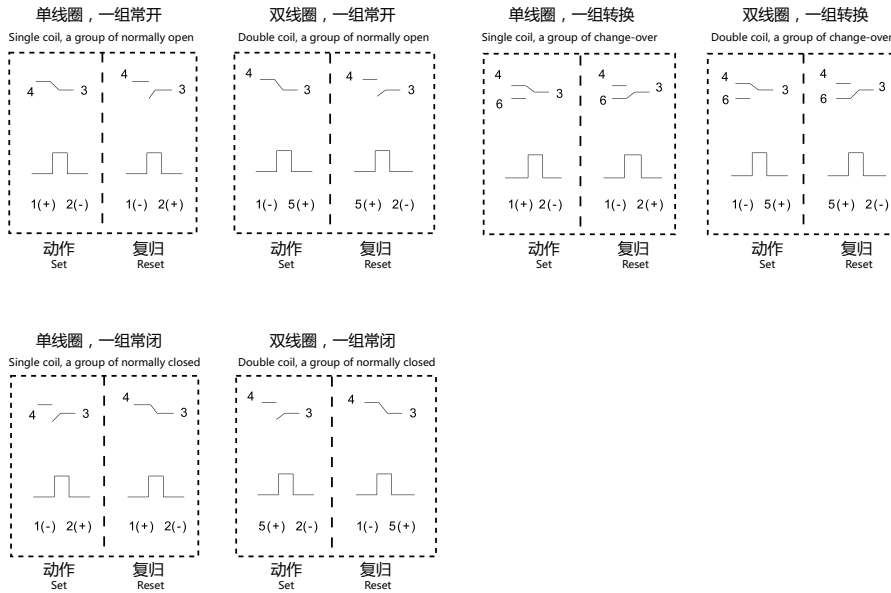 单线圈，一组常开
Single coil, a group of normally open
4
4 3
3
1(+) 2(-)
1(-) 2(+)
动作
Set
复归
Reset
双线圈，一组常开
Double coil, a group of normally open
4
3
4
3
1(-) 5(+)
5(+) 2(-)
动作
Set
复归
Reset
单线圈，一组转换
Single coil, a group of change-over
4
3
6
4
3
6
1(+) 2(-)
1(-) 2(+)
动作
Set
复归
Reset
双线圈，一组转换
Double coil, a group of change-over
4
3
6
4
3
6
1(-) 5(+)
5(+) 2(-)
动作
Set
复归
Reset
单线圈，一组常闭
Single coil, a group of normally closed
4 3
4
3
1(-) 2(+)
1(+) 2(-)
动作
Set
复归
Reset
双线圈，一组常闭
Double coil, a group of normally closed
4
3
4
3
5(+) 2(-)
1(-) 5(+)
动作
Set
复归
Reset